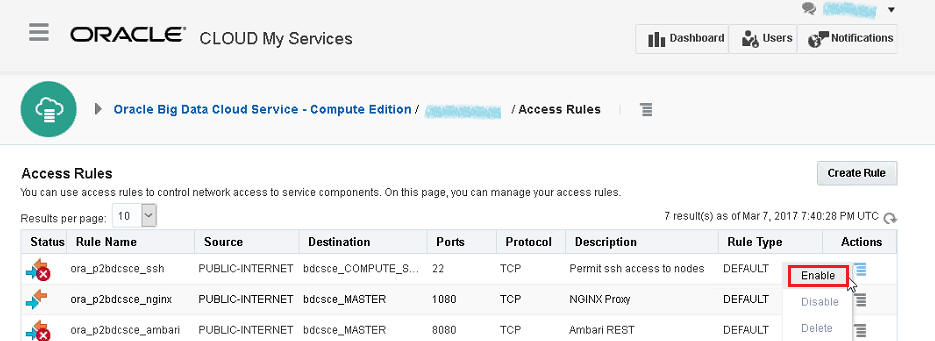 ORACLE® CLOUD My Services
Dashboard Users Notifications
Oracle Big Data Cloud Service - Compute Edition / / Access Rules
Access Rules
Create Rule
You can use access rules to control network access to service components. On this page, you can manage your access rules.
Results per page: 10 7 result(s) as of Mar 7, 2017 7:40:28 PM UTC
Status Rule Name Source Destination Ports Protocol Description Rule Type Actions
ora_p2bdcsce_ssh PUBLIC-INTERNET bdcsce_COMPUTE_S... 22 TCP Permit ssh access to nodes DEFAULT
Enable
ora_p2bdcsce_nginx PUBLIC-INTERNET bdcsce_MASTER 1080 TCP NGINX Proxy DEFAULT
Disable
ora_p2bdcsce_ambari PUBLIC-INTERNET bdcsce_MASTER 8080 TCP Ambari REST DEFAULT
Delete